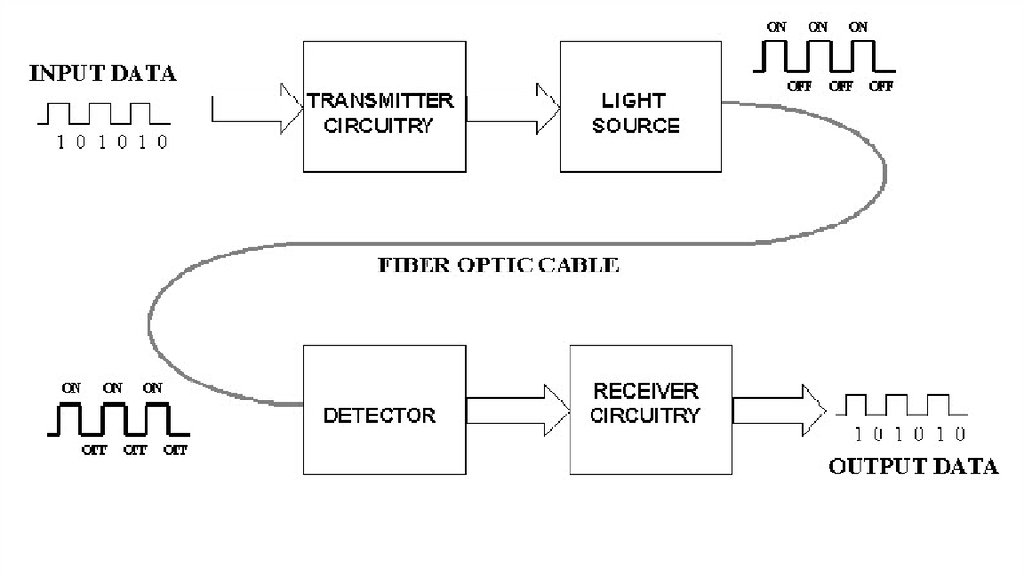 ON ON ON
OFF OFF OFF
INPUT DATA
1 0 1 0 1 0
TRANSMITTER
CIRCUITRY
LIGHT
SOURCE
FIBER OPTIC CABLE
ON ON ON
OFF OFF OFF
DETECTOR
RECEIVER
CIRCUITRY
1 0 1 0 1 0
OUTPUT DATA